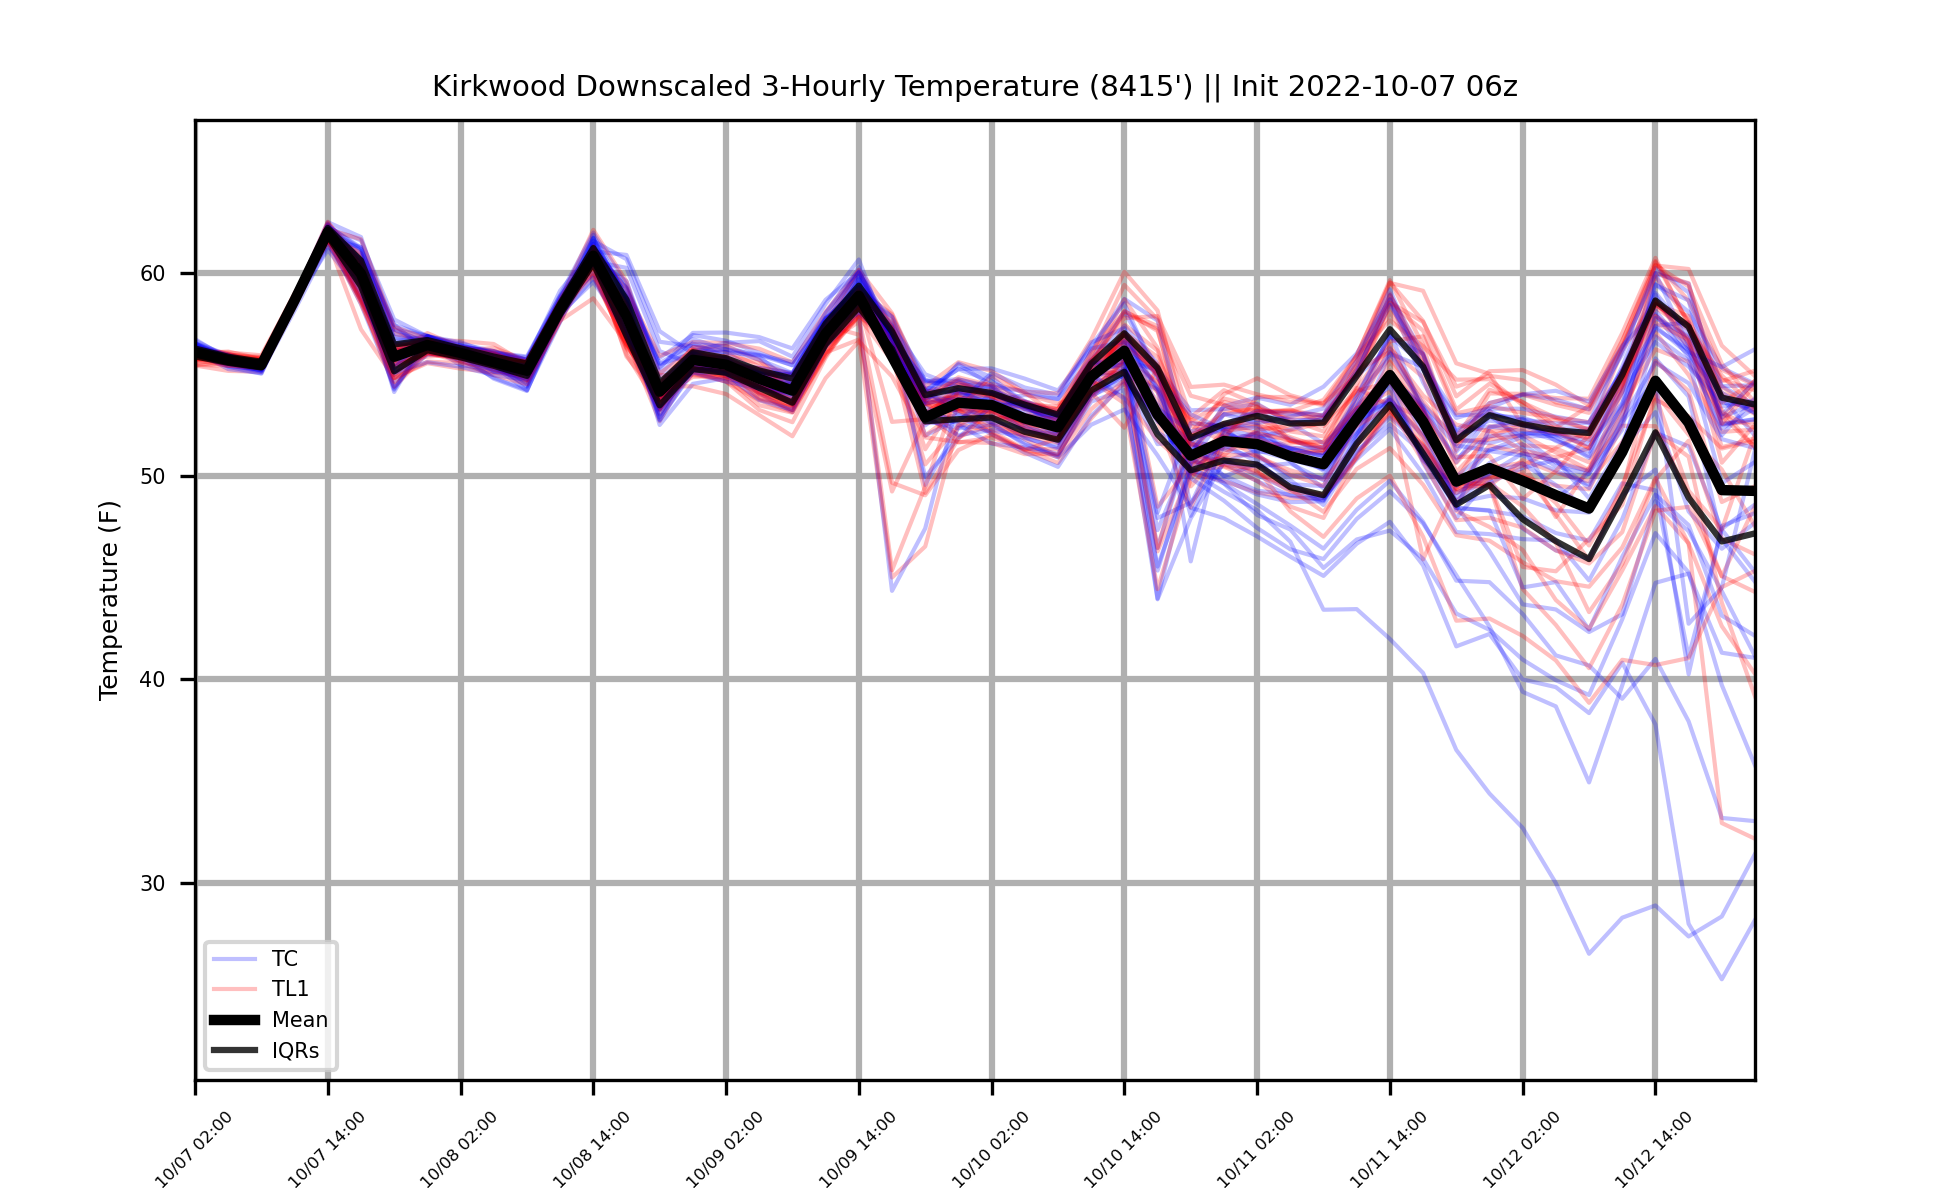 Kirkwood Downscaled 3-Hourly Temperature (8415') || Init 2022-10-07 06z
Temperature (F)
60
50
40
30
TC
TL1
Mean
IQRs
10/07 02:00
10/07 14:00
10/08 02:00
10/08 14:00
10/09 02:00
10/09 14:00
10/10 02:00
10/10 14:00
10/11 02:00
10/11 14:00
10/12 02:00
10/12 14:00